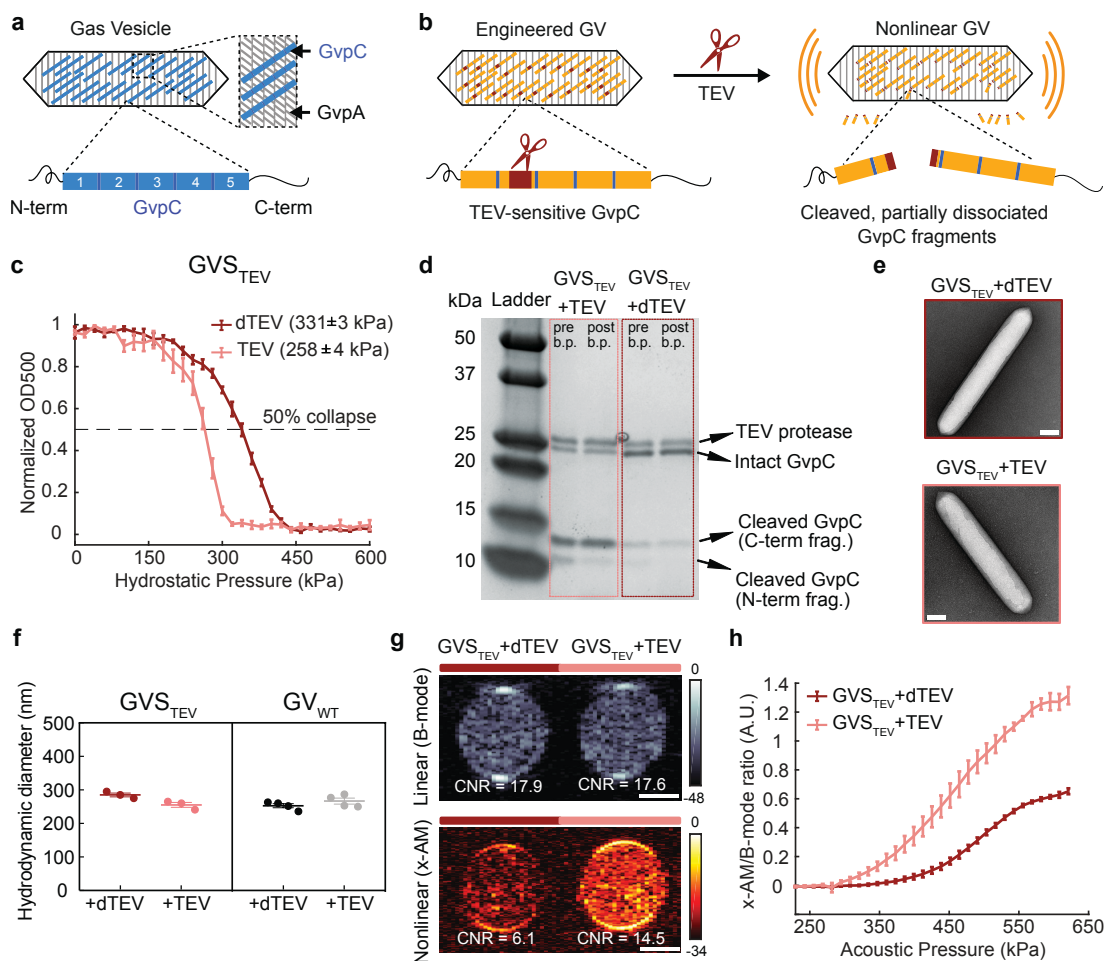 a
Gas Vesicle
GvpC
GvpA
1 2 3 4 5
N-term GvpC C-term
b
Engineered GV
TEV
Nonlinear GV
TEV-sensitive GvpC
Cleaved, partially dissociated
GvpC fragments
c
GVS_TEV
dTEV (331±3 kPa)
TEV (258±4 kPa)
50% collapse
Normalized OD500
1
0.8
0.6
0.4
0.2
0
0 150 300 450 600
Hydrostatic Pressure (kPa)
d
GVS_TEV GVS_TEV
kDa Ladder +TEV +dTEV
pre post pre post
b.p. b.p. b.p. b.p.
50
37
25
20
15
10
TEV protease
Intact GvpC
Cleaved GvpC
(C-term frag.)
Cleaved GvpC
(N-term frag.)
e
GVS_TEV+dTEV
GVS_TEV+TEV
f
GVS_TEV GV_WT
Hydrodynamic diameter (nm)
500
400
300
200
100
0
+dTEV +TEV +dTEV +TEV
g
GVS_TEV+dTEV GVS_TEV+TEV
Linear (B-mode)
CNR = 17.9 CNR = 17.6
0
-48
Nonlinear (x-AM)
CNR = 6.1 CNR = 14.5
0
-34
h
GVS_TEV+dTEV
GVS_TEV+TEV
x-AM/B-mode ratio (A.U.)
1.4
1.2
1
0.8
0.6
0.4
0.2
0
250 350 450 550 650
Acoustic Pressure (kPa)